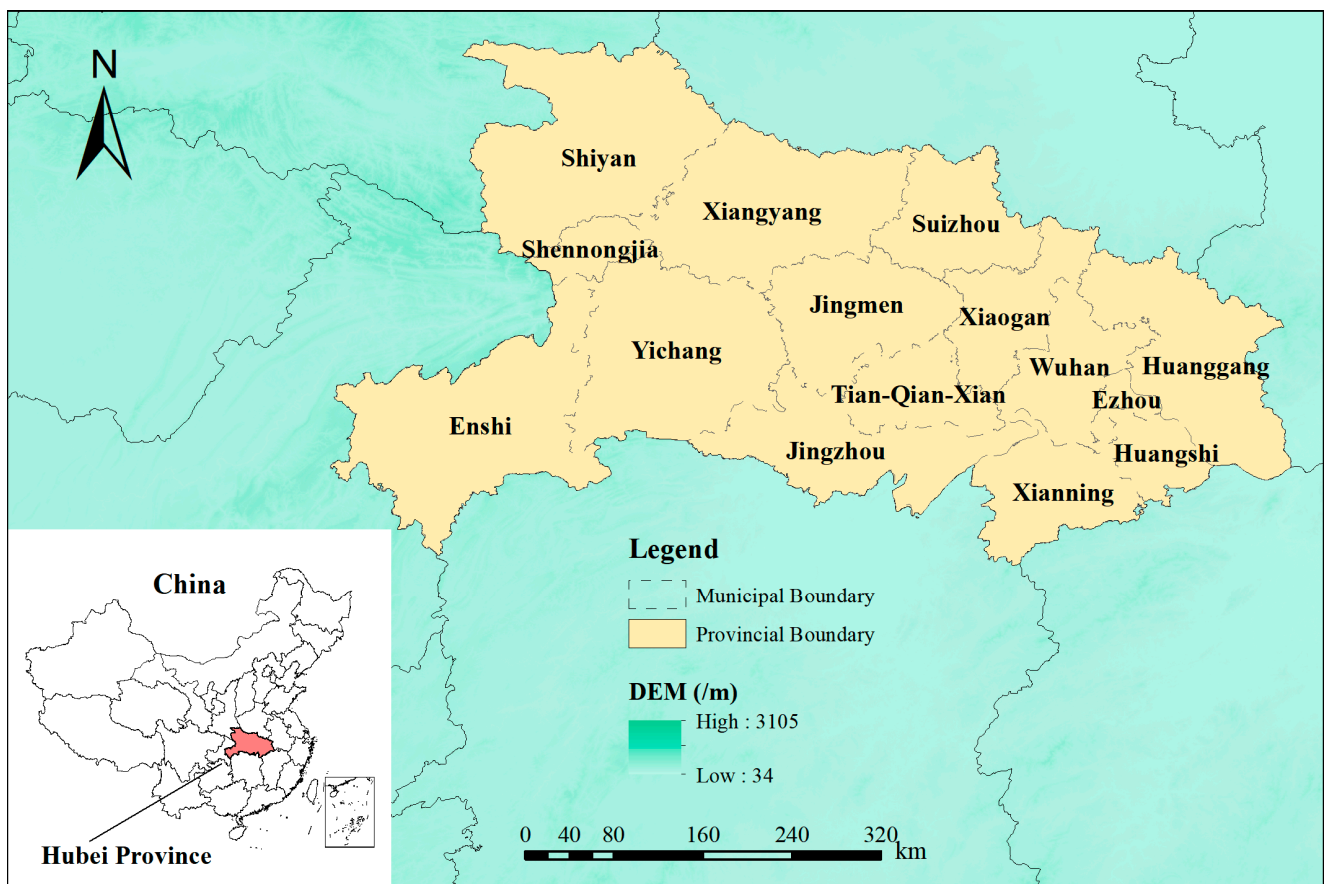 N
Shiyan
Xiangyang
Suizhou
Shennongjia
Jingmen
Xiaogan
Yichang
Wuhan
Huanggang
Tian-Qian-Xian
Ezhou
Enshi
Jingzhou
Huangshi
Xianning
Legend
Municipal Boundary
Provincial Boundary
DEM (/m)
High : 3105
Low : 34
0 40 80 160 240 320
km
China
Hubei Province